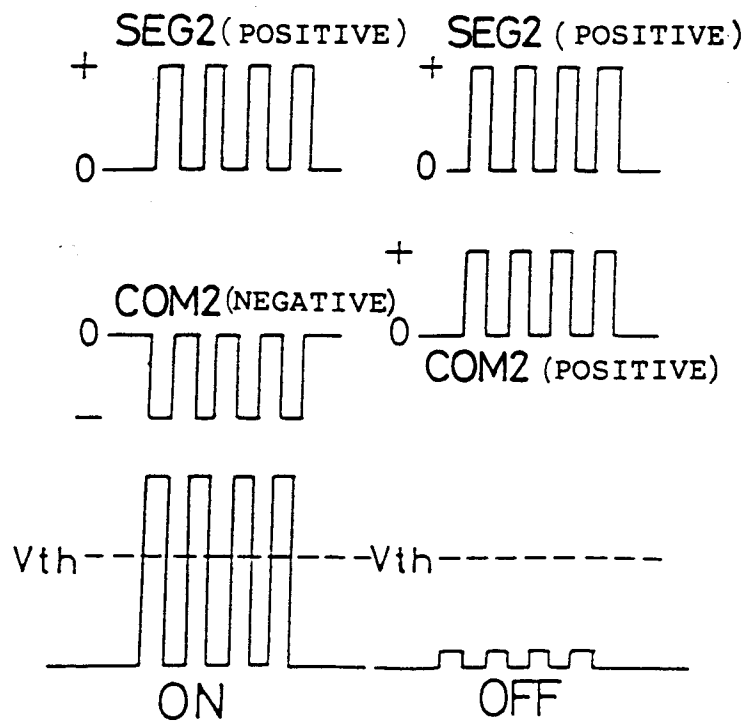 SEG2 (POSITIVE) SEG2 (POSITIVE)
+ +
0 0
+
COM2 (NEGATIVE)
0 0
COM2 (POSITIVE)
−
Vth Vth
ON OFF